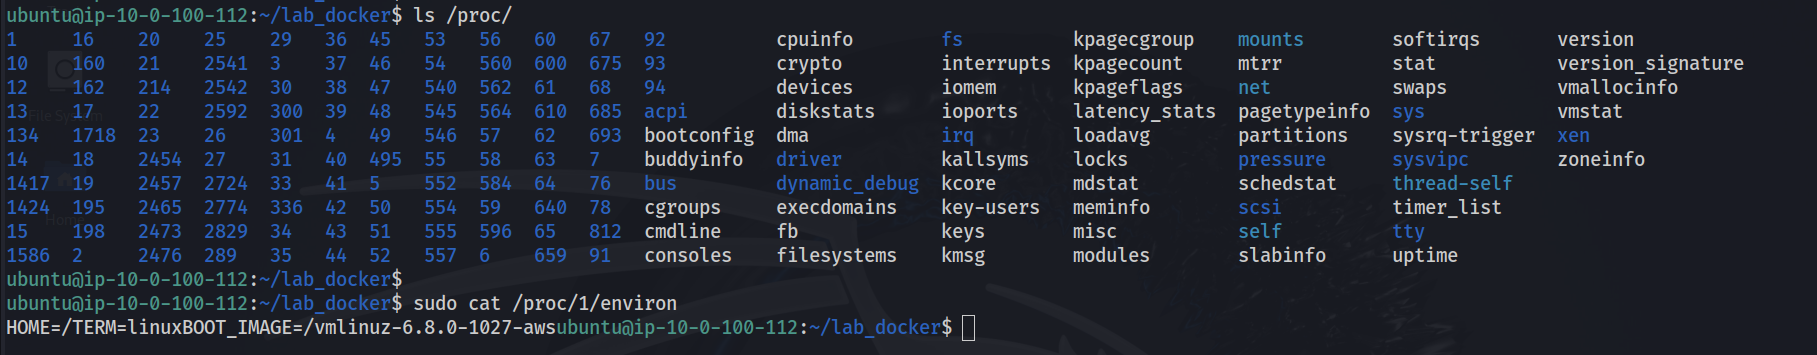 ubuntu@ip-10-0-100-112:~/lab_docker$ ls /proc/
1 16 20 25 29 36 45 53 56 60 67 92 cpuinfo fs kpagecgroup mounts softirqs version
10 160 21 2541 3 37 46 54 560 600 675 93 crypto interrupts kpagecount mtrr stat version_signature
12 162 214 2542 30 38 47 540 562 61 68 94 devices iomem kpageflags net swaps vmallocinfo
13 17 22 2592 300 39 48 545 564 610 685 acpi diskstats ioports latency_stats pagetypeinfo sys vmstat
134 1718 23 26 301 4 49 546 57 62 693 bootconfig dma irq loadavg partitions sysrq-trigger xen
14 18 2454 27 31 40 495 55 58 63 7 buddyinfo driver kallsyms locks pressure sysvipc zoneinfo
1417 19 2457 2724 33 41 5 552 584 64 76 bus dynamic_debug kcore mdstat schedstat thread-self
1424 195 2465 2774 336 42 50 554 59 640 78 cgroups execdomains key-users meminfo scsi timer_list
15 198 2473 2829 34 43 51 555 596 65 812 cmdline fb keys misc self tty
1586 2 2476 289 35 44 52 557 6 659 91 consoles filesystems kmsg modules slabinfo uptime
ubuntu@ip-10-0-100-112:~/lab_docker$
ubuntu@ip-10-0-100-112:~/lab_docker$ sudo cat /proc/1/environ
HOME=/TERM=linuxBOOT_IMAGE=/vmlinuz-6.8.0-1027-awsubuntu@ip-10-0-100-112:~/lab_docker$
File System
Home